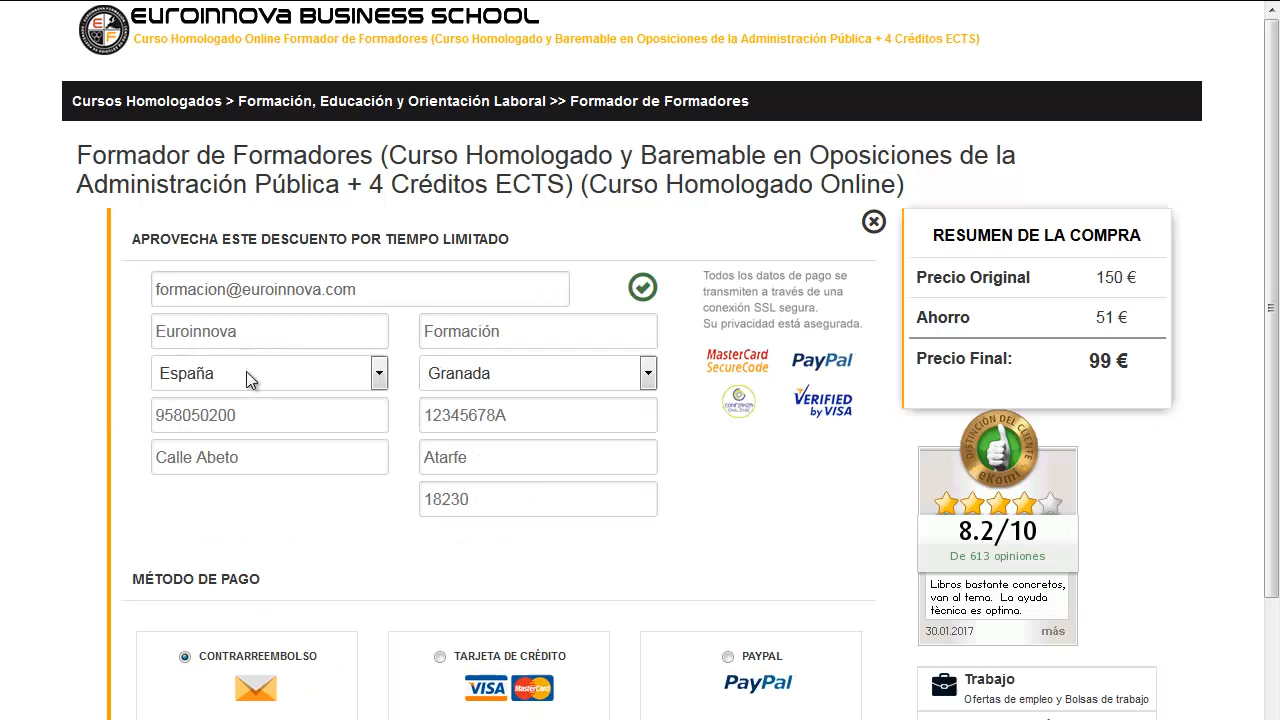 EUROINNOVA BUSINESS SCHOOL
Curso Homologado Online Formador de Formadores (Curso Homologado y Baremable en Oposiciones de la Administración Pública + 4 Créditos ECTS)
Cursos Homologados > Formación, Educación y Orientación Laboral >> Formador de Formadores
Formador de Formadores (Curso Homologado y Baremable en Oposiciones de la
Administración Pública + 4 Créditos ECTS) (Curso Homologado Online)
APROVECHA ESTE DESCUENTO POR TIEMPO LIMITADO
formacion@euroinnova.com
Euroinnova
Formación
España
Granada
958050200
12345678A
Calle Abeto
Atarfe
18230
Todos los datos de pago se
transmiten a través de una
conexión SSL segura.
Su privacidad está asegurada.
MasterCard
SecureCode
PayPal
CONFIANZA
ONLINE
VERIFIED
by VISA
RESUMEN DE LA COMPRA
Precio Original 150 €
Ahorro 51 €
Precio Final: 99 €
DISTINCIÓN DEL CLIENTE
eKomi
8.2/10
De 613 opiniones
Libros bastante concretos,
van al tema. La ayuda
tècnica es optima.
30.01.2017 más
Trabajo
Ofertas de empleo y Bolsas de trabajo
MÉTODO DE PAGO
CONTRARREEMBOLSO
TARJETA DE CRÉDITO
VISA MasterCard
PAYPAL
PayPal